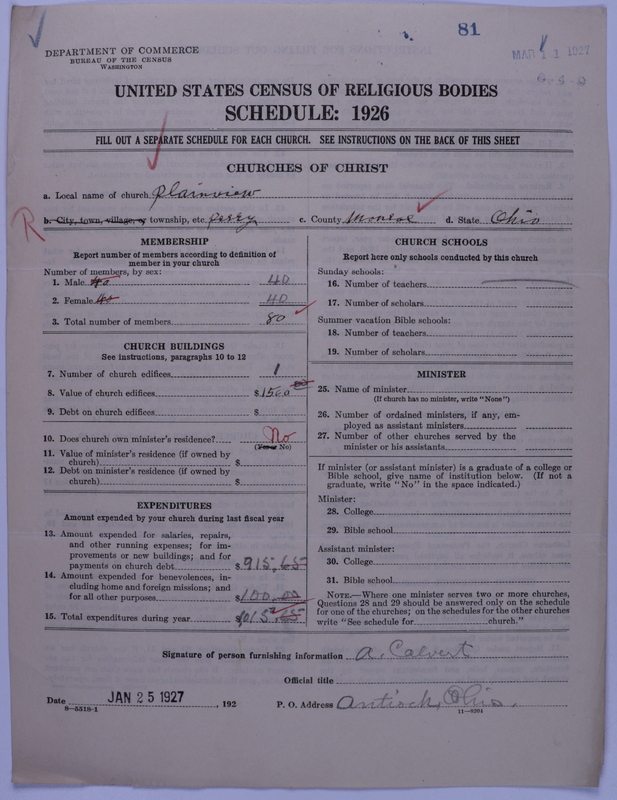 81
DEPARTMENT OF COMMERCE
BUREAU OF THE CENSUS
WASHINGTON
MAR 11 1927
UNITED STATES CENSUS OF RELIGIOUS BODIES
SCHEDULE: 1926
FILL OUT A SEPARATE SCHEDULE FOR EACH CHURCH. SEE INSTRUCTIONS ON THE BACK OF THIS SHEET
CHURCHES OF CHRIST
a. Local name of church Plainview
R
b. City, town, village, or township, etc. Perry c. County Monroe d. State Ohio
MEMBERSHIP
Report number of members according to definition of
member in your church
Number of members, by sex:
1. Male 40 40
2. Female 40 40
3. Total number of members 80
CHURCH BUILDINGS
See instructions, paragraphs 10 to 12
7. Number of church edifices 1
8. Value of church edifices $1500 00
9. Debt on church edifices $
10. Does church own minister's residence? No
(Yes or No)
11. Value of minister's residence (if owned by
church) $
12. Debt on minister's residence (if owned by
church) $
EXPENDITURES
Amount expended by your church during last fiscal year
13. Amount expended for salaries, repairs,
and other running expenses; for im-
provements or new buildings; and for
payments on church debt $915.65
14. Amount expended for benevolences, in-
cluding home and foreign missions; and
for all other purposes $100.00
15. Total expenditures during year $1015.65
CHURCH SCHOOLS
Report here only schools conducted by this church
Sunday schools:
16. Number of teachers
17. Number of scholars
Summer vacation Bible schools:
18. Number of teachers
19. Number of scholars
MINISTER
25. Name of minister
(If church has no minister, write "None")
26. Number of ordained ministers, if any, em-
ployed as assistant ministers
27. Number of other churches served by the
minister or his assistants
If minister (or assistant minister) is a graduate of a college or
Bible school, give name of institution below. (If not a
graduate, write "No" in the space indicated.)
Minister:
28. College
29. Bible school
Assistant minister:
30. College
31. Bible school
NOTE.—Where one minister serves two or more churches,
Questions 28 and 29 should be answered only on the schedule
for one of the churches; on the schedules for the other churches
write "See schedule for church."
Signature of person furnishing information A. Calvert
Official title
Date JAN 25 1927, 192 P. O. Address Antioch, Ohio.
8—5518-1 11—9294